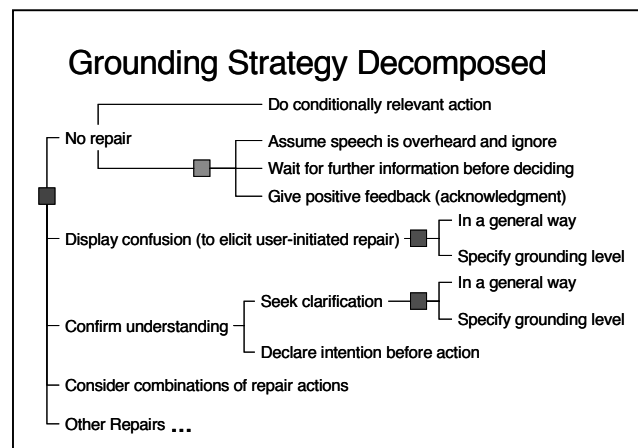 Grounding Strategy Decomposed
Do conditionally relevant action
No repair
Assume speech is overheard and ignore
Wait for further information before deciding
Give positive feedback (acknowledgment)
Display confusion (to elicit user-initiated repair)
In a general way
Specify grounding level
Confirm understanding
Seek clarification
In a general way
Specify grounding level
Declare intention before action
Consider combinations of repair actions
Other Repairs ...